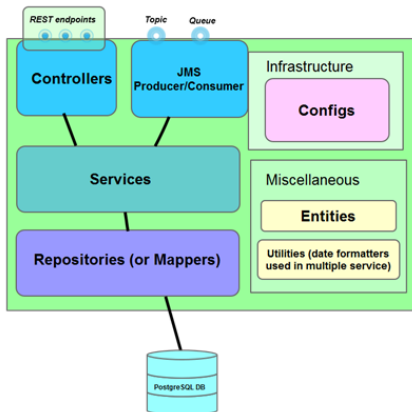 REST endpoints
Topic
Queue
Controllers
JMS
Producer/Consumer
Infrastructure
Configs
Services
Miscellaneous
Entities
Repositories (or Mappers)
Utilities (date formatters
used in multiple service)
PostgreSQL DB